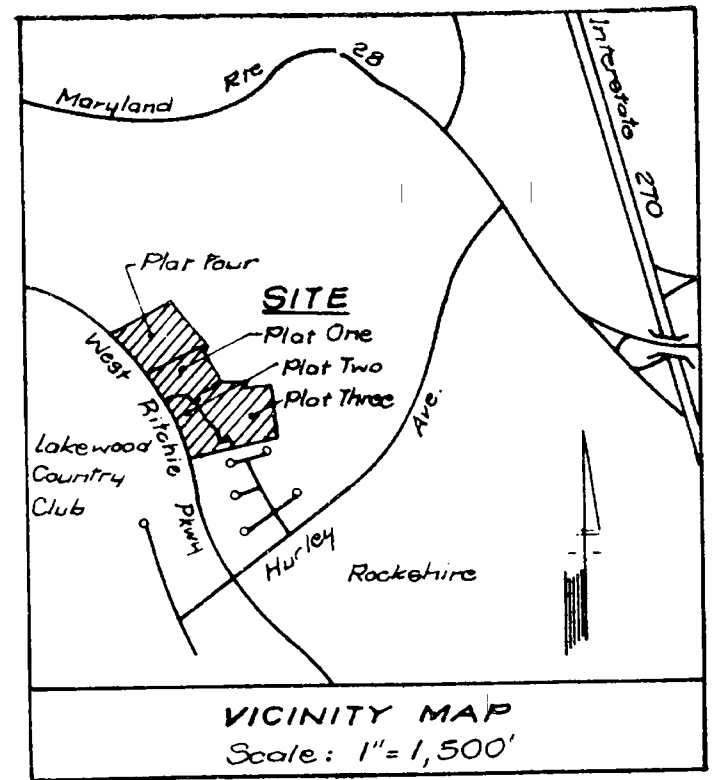 Maryland Rte 28
Interstate 270
Plat Four
SITE
Plat One
Plat Two
Plat Three
West Ritchie Pkwy
Ave.
Lakewood
Country
Club
Hurley
Rockshire
VICINITY MAP
Scale: 1"= 1,500'